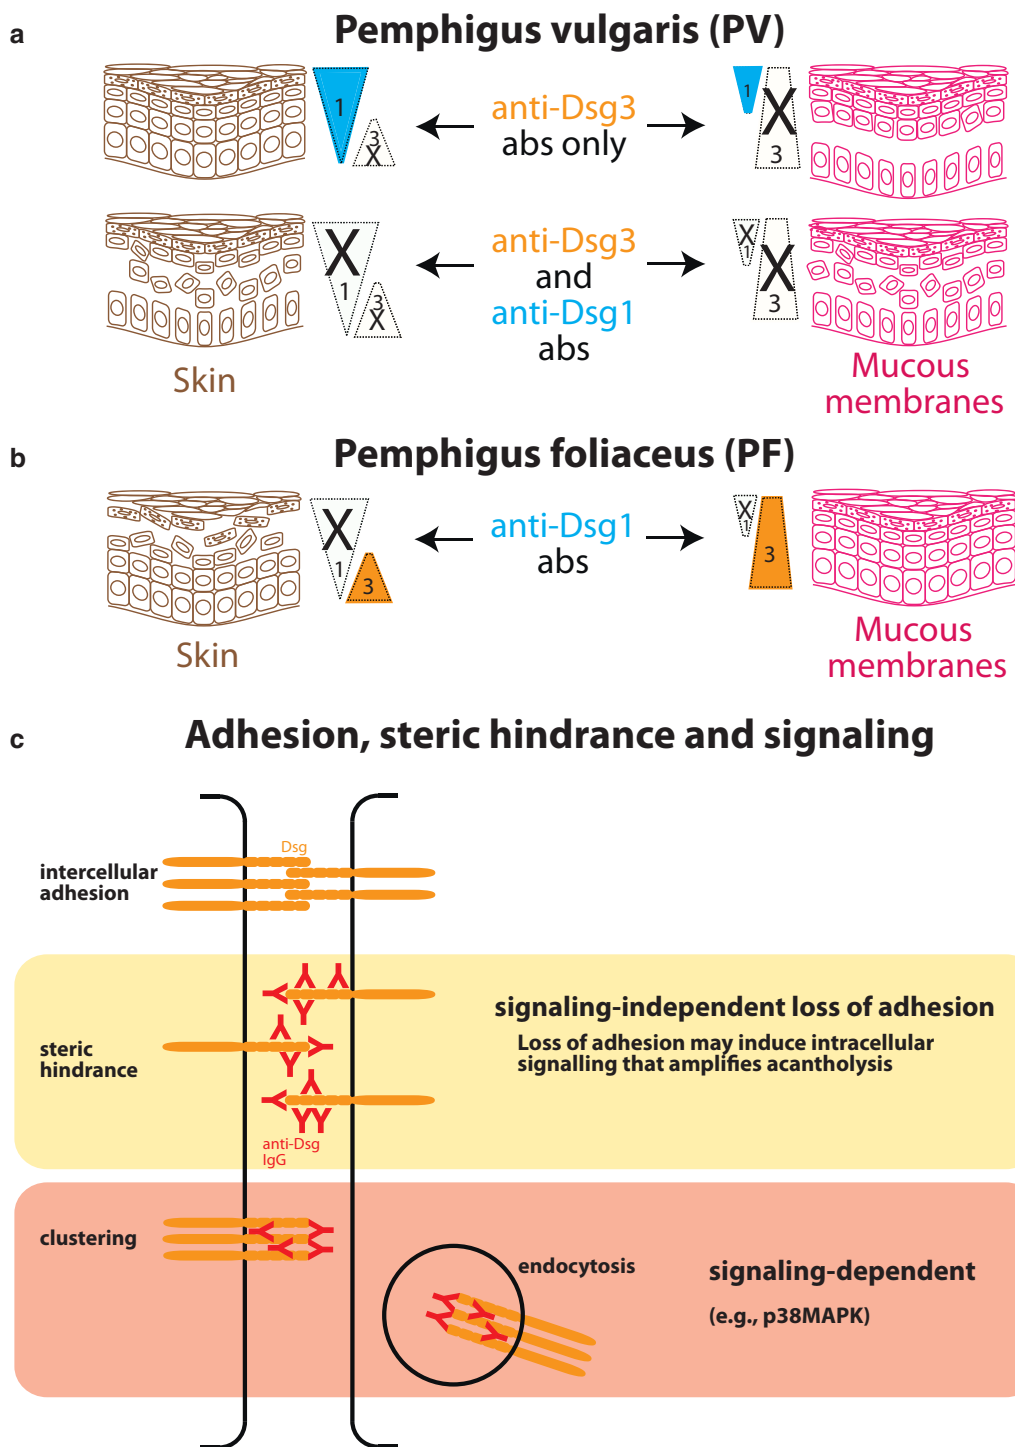 a
Pemphigus vulgaris (PV)
1
3
X
anti-Dsg3
abs only
1
X
3
X
1
3
X
anti-Dsg3
and
anti-Dsg1
abs
X
1
X
3
Skin
Mucous
membranes
b
Pemphigus foliaceus (PF)
X
1
3
anti-Dsg1
abs
X
1
3
Skin
Mucous
membranes
c
Adhesion, steric hindrance and signaling
Dsg
intercellular
adhesion
signaling-independent loss of adhesion
Loss of adhesion may induce intracellular
signalling that amplifies acantholysis
steric
hindrance
anti-Dsg
IgG
clustering
endocytosis
signaling-dependent
(e.g., p38MAPK)